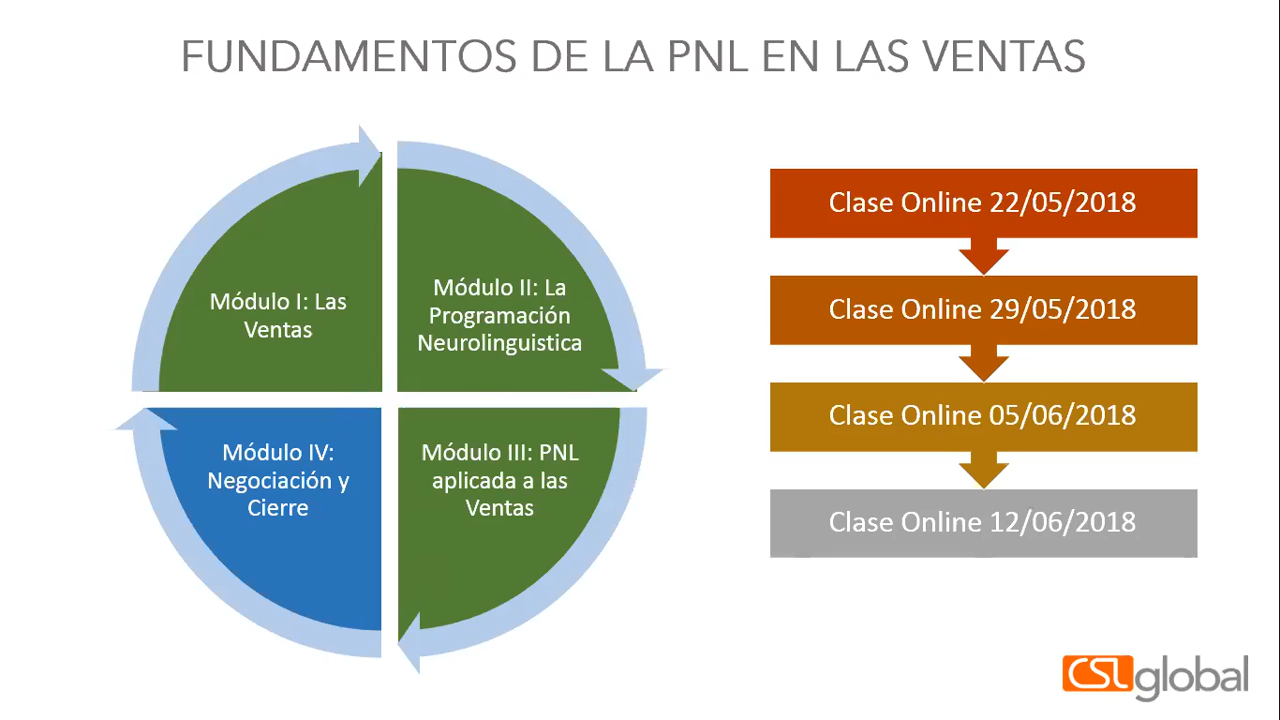 FUNDAMENTOS DE LA PNL EN LAS VENTAS
Módulo I: Las
Ventas
Módulo II: La
Programación
Neurolinguistica
Módulo III: PNL
aplicada a las
Ventas
Módulo IV:
Negociación y
Cierre
Clase Online 22/05/2018
Clase Online 29/05/2018
Clase Online 05/06/2018
Clase Online 12/06/2018
CSL global